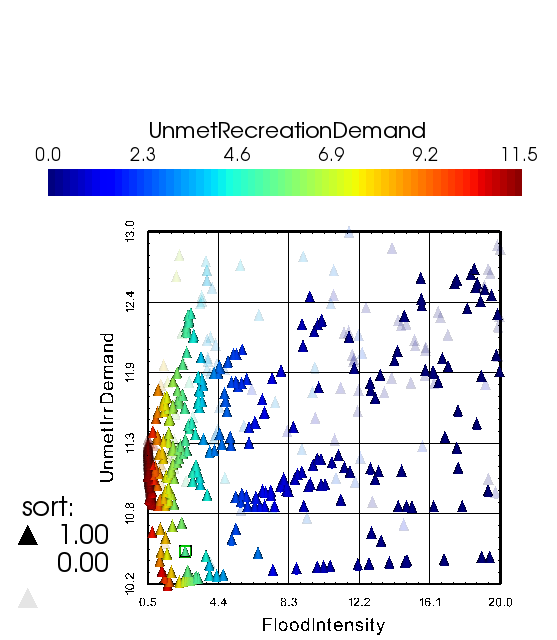 UnmetRecreationDemand
0.0 2.3 4.6 6.9 9.2 11.5
13.0
12.4
11.9
11.3
10.8
10.2
UnmetIrrDemand
sort:
1.00
0.00
0.5 4.4 8.3 12.2 16.1 20.0
FloodIntensity